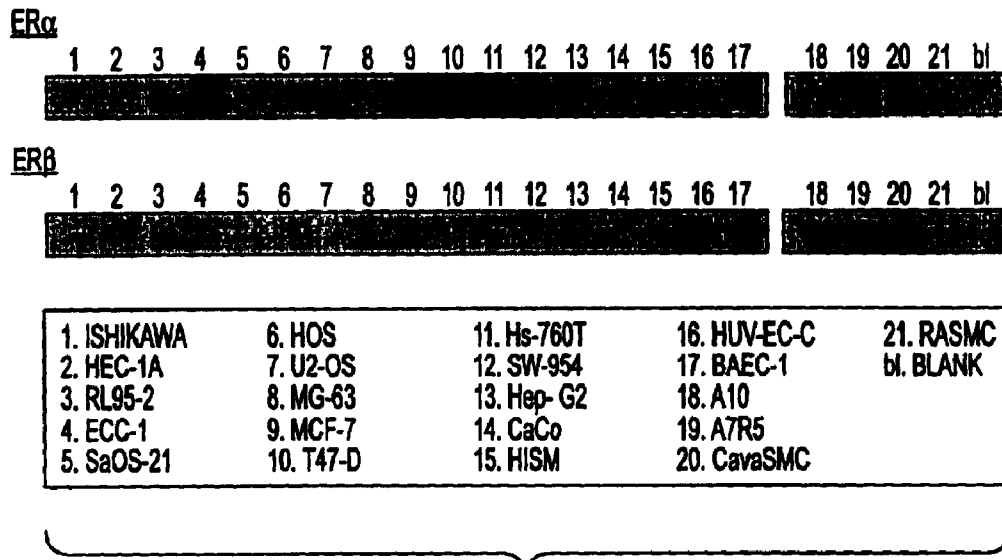 ERα
1 2 3 4 5 6 7 8 9 10 11 12 13 14 15 16 17 18 19 20 21 bl
ERβ
1 2 3 4 5 6 7 8 9 10 11 12 13 14 15 16 17 18 19 20 21 bl
1. ISHIKAWA 6. HOS 11. Hs-760T 16. HUV-EC-C 21. RASMC
2. HEC-1A 7. U2-OS 12. SW-954 17. BAEC-1 bl. BLANK
3. RL95-2 8. MG-63 13. Hep- G2 18. A10
4. ECC-1 9. MCF-7 14. CaCo 19. A7R5
5. SaOS-21 10. T47-D 15. HISM 20. CavaSMC